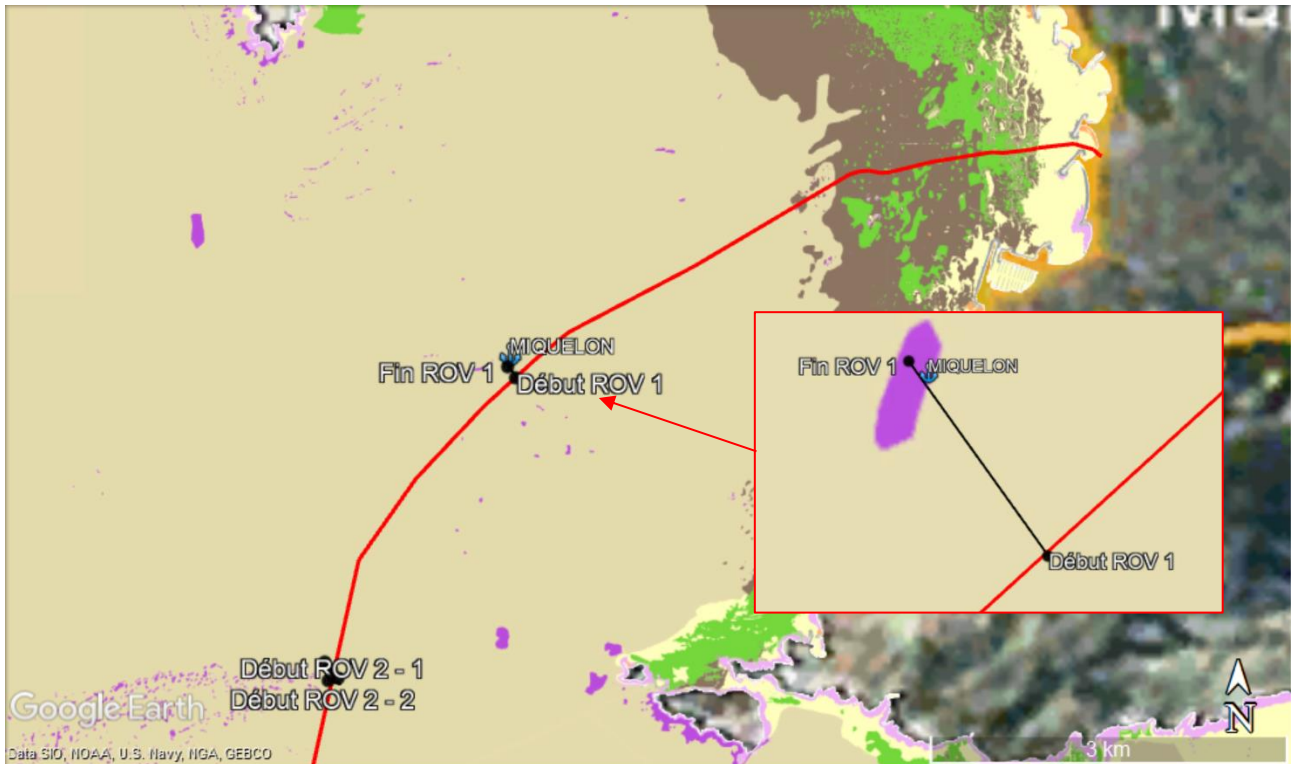 Mar
MIQUELON
Fin ROV 1
Début ROV 1
Fin ROV 1
MIQUELON
Début ROV 1
Début ROV 2 - 1
Début ROV 2 - 2
Google Earth
N
Data SIO, NOAA, U.S. Navy, NGA, GEBCO
3 km